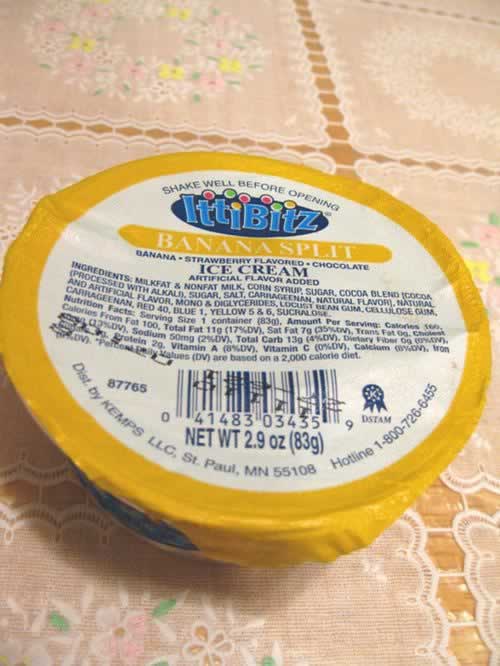 SHAKE WELL BEFORE OPENING
IttiBitz®
BANANA SPLIT
BANANA • STRAWBERRY FLAVORED • CHOCOLATE
ICE CREAM
ARTIFICIAL FLAVOR ADDED
INGREDIENTS: MILKFAT & NONFAT MILK, CORN SYRUP, SUGAR, COCOA BLEND (COCOA
(PROCESSED WITH ALKALI), SUGAR, SALT, CARRAGEENAN, NATURAL FLAVOR), NATURAL
AND ARTIFICIAL FLAVOR, MONO & DIGLYCERIDES, LOCUST BEAN GUM, CELLULOSE GUM,
CARRAGEENAN, RED 40, BLUE 1, YELLOW 5 & 6, SUCRALOSE.
Nutrition Facts: Serving Size 1 container (83g), Amount Per Serving: Calories 160,
Calories From Fat 100, Total Fat 11g (17%DV), Sat Fat 7g (35%DV), Trans Fat 0g, Cholest.
(12%DV), Sodium 50mg (2%DV), Total Carb 13g (4%DV), Dietary Fiber 0g (0%DV),
Protein 2g, Vitamin A (8%DV), Vitamin C (0%DV), Calcium (8%DV), Iron
*Percent Daily Values (DV) are based on a 2,000 calorie diet.
87765
0 41483 03435 9
DSTAM
NET WT 2.9 oz (83g)
Dist. by KEMPS LLC, St. Paul, MN 55108 Hotline 1-800-726-6455